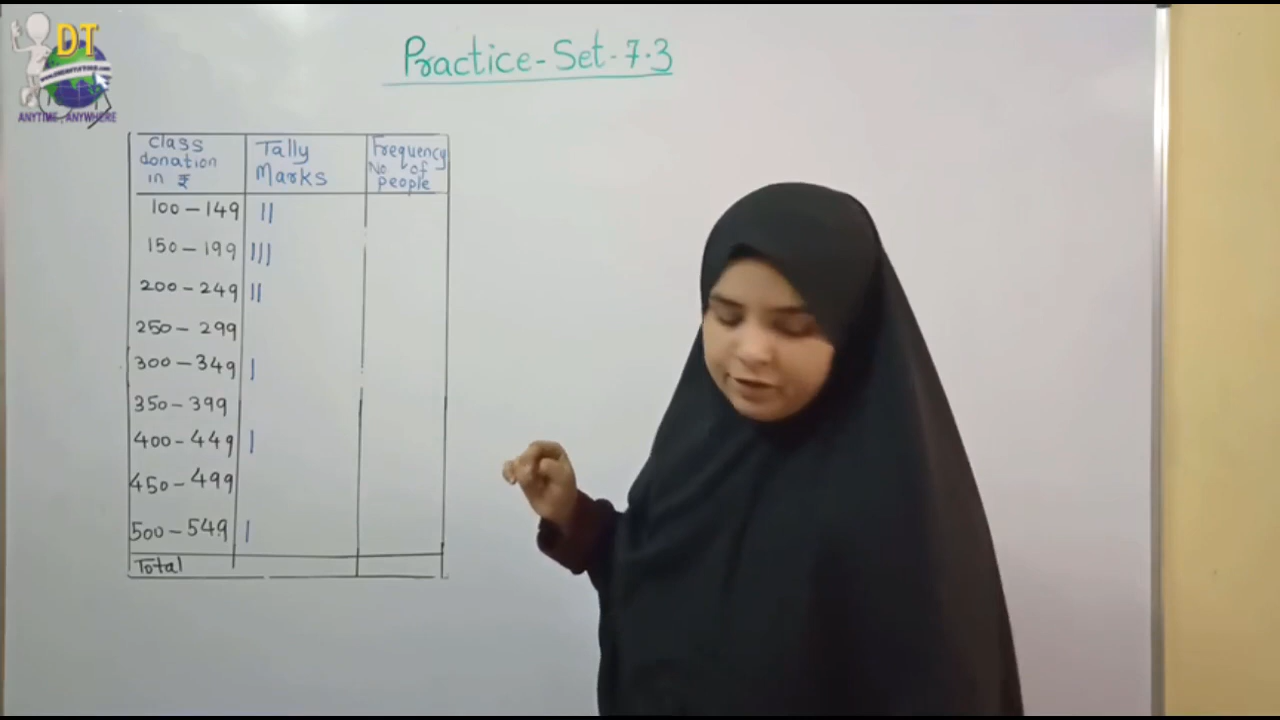 DT
ANYTIME, ANYWHERE
Practice-Set-7.3
Class donation in ₹ Tally Marks Frequency No of people
100-149 ||
150-199 |||
200-249 ||
250-299
300-349 |
350-399
400-449 |
450-499
500-549 |
Total